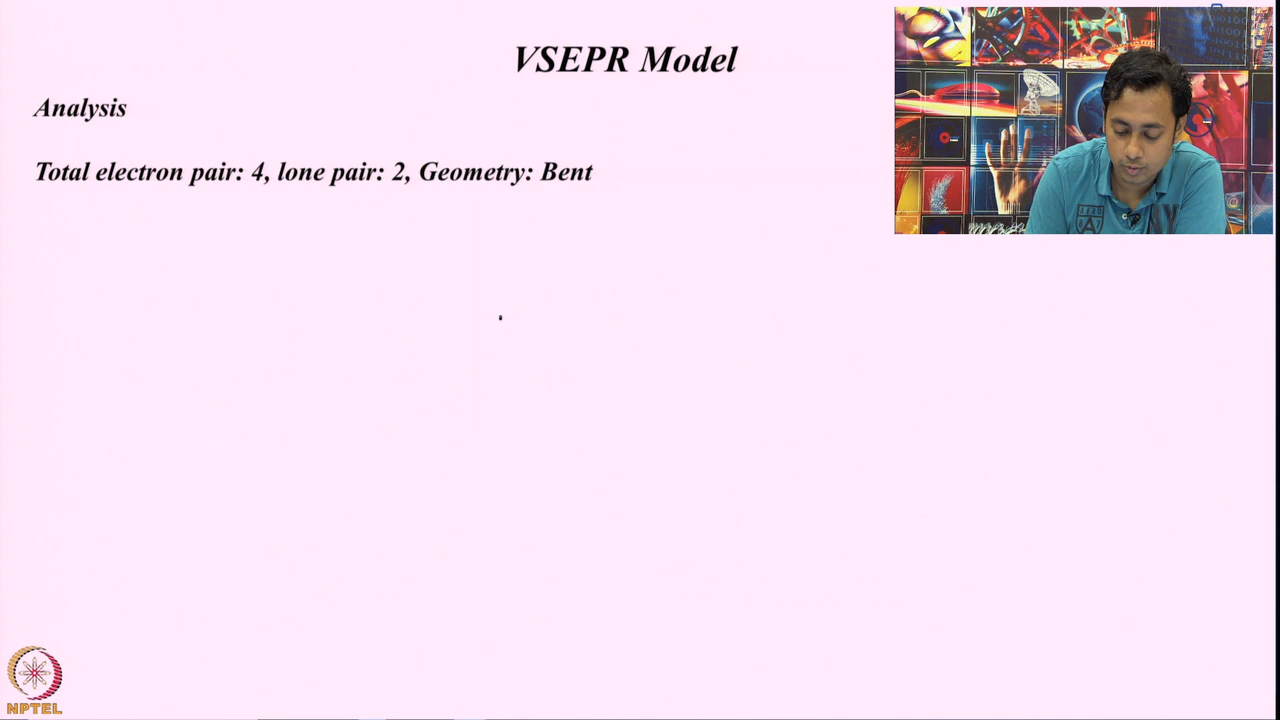 VSEPR Model
Analysis
Total electron pair: 4, lone pair: 2, Geometry: Bent
NPTEL